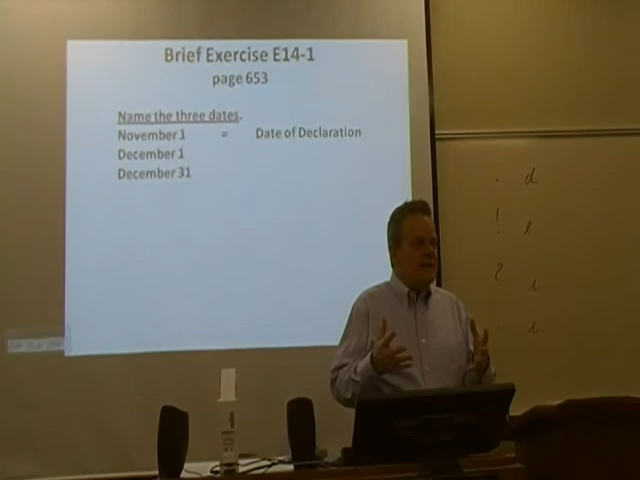 Brief Exercise E14-1
page 653
Name the three dates.
November 1 = Date of Declaration
December 1
December 31
. d
! e
? i
i